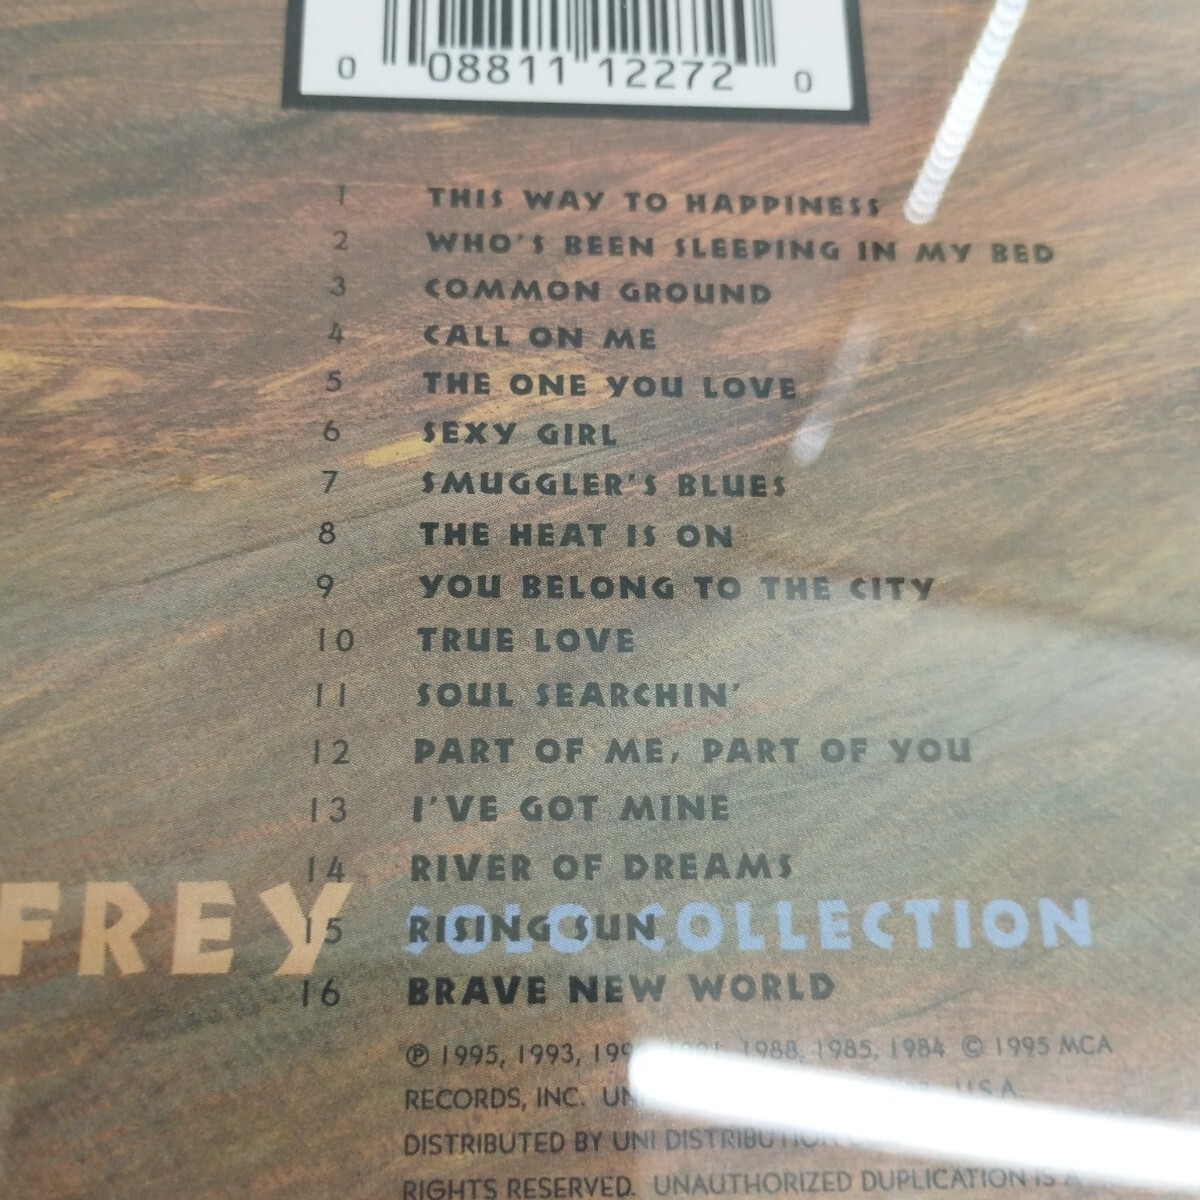 0 08811 12272 0
1 THIS WAY TO HAPPINESS
2 WHO'S BEEN SLEEPING IN MY BED
3 COMMON GROUND
4 CALL ON ME
5 THE ONE YOU LOVE
6 SEXY GIRL
7 SMUGGLER'S BLUES
8 THE HEAT IS ON
9 YOU BELONG TO THE CITY
10 TRUE LOVE
11 SOUL SEARCHIN'
12 PART OF ME, PART OF YOU
13 I'VE GOT MINE
14 RIVER OF DREAMS
FREY SOLO COLLECTION
15 RISING SUN
16 BRAVE NEW WORLD
℗ 1995, 1993, 1988, 1985, 1984 © 1995 MCA
RECORDS, INC. U.S.A.
DISTRIBUTED BY UNI DISTRIBUTION
RIGHTS RESERVED. UNAUTHORIZED DUPLICATION IS A